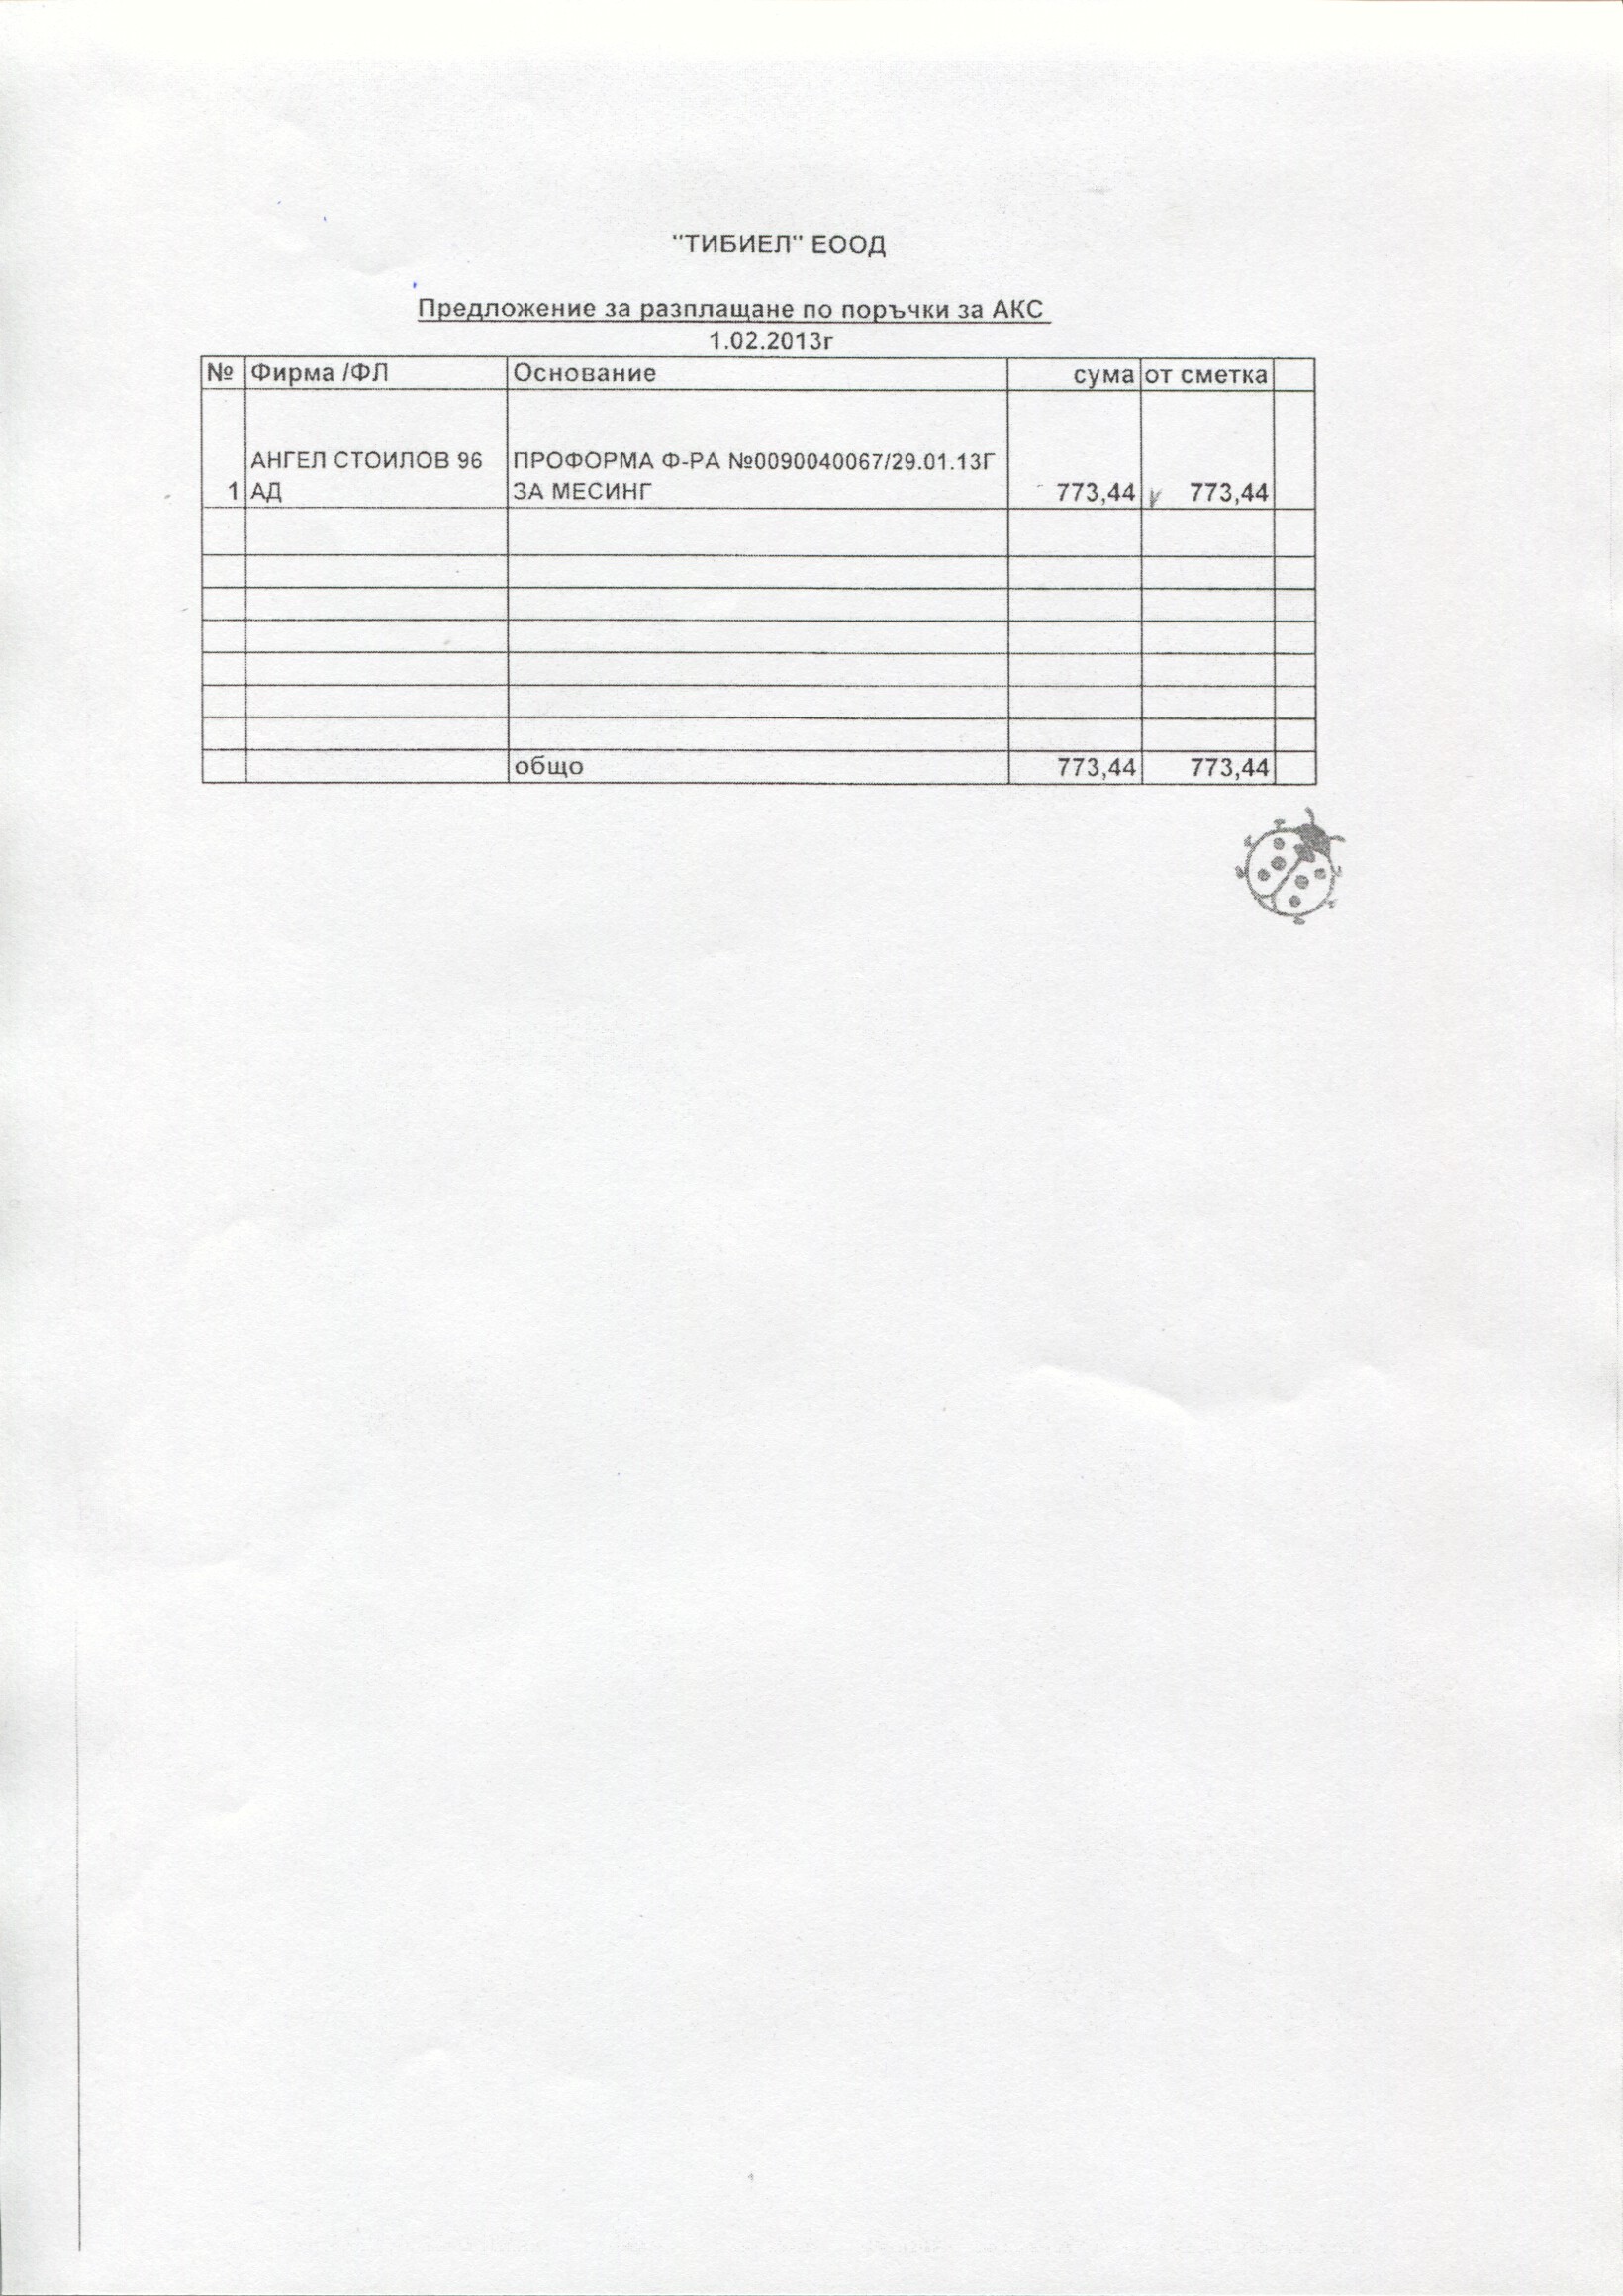 "ТИБИЕЛ" ЕООД
Предложение за разплащане по поръчки за АКС
1.02.2013г
№ Фирма /ФЛ Основание сума от сметка
АНГЕЛ СТОИЛОВ 96 ПРОФОРМА Ф-РА №0090040067/29.01.13Г
1 АД ЗА МЕСИНГ 773,44 773,44
общо 773,44 773,44